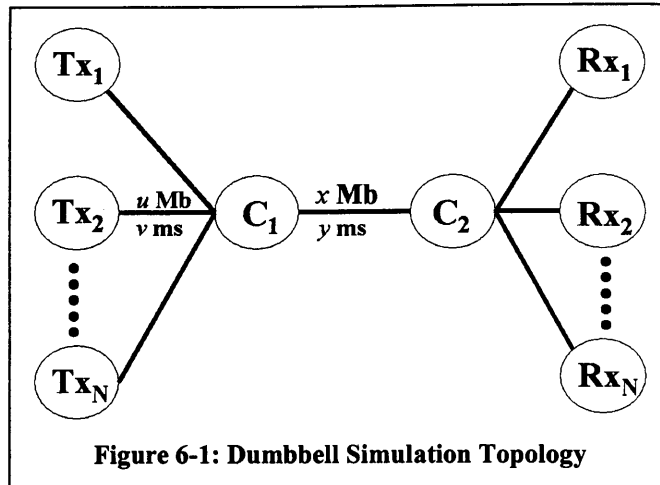 Tx1
Rx1
u Mb
x Mb
Tx2
C1
C2
Rx2
v ms
y ms
TxN
RxN
Figure 6-1: Dumbbell Simulation Topology